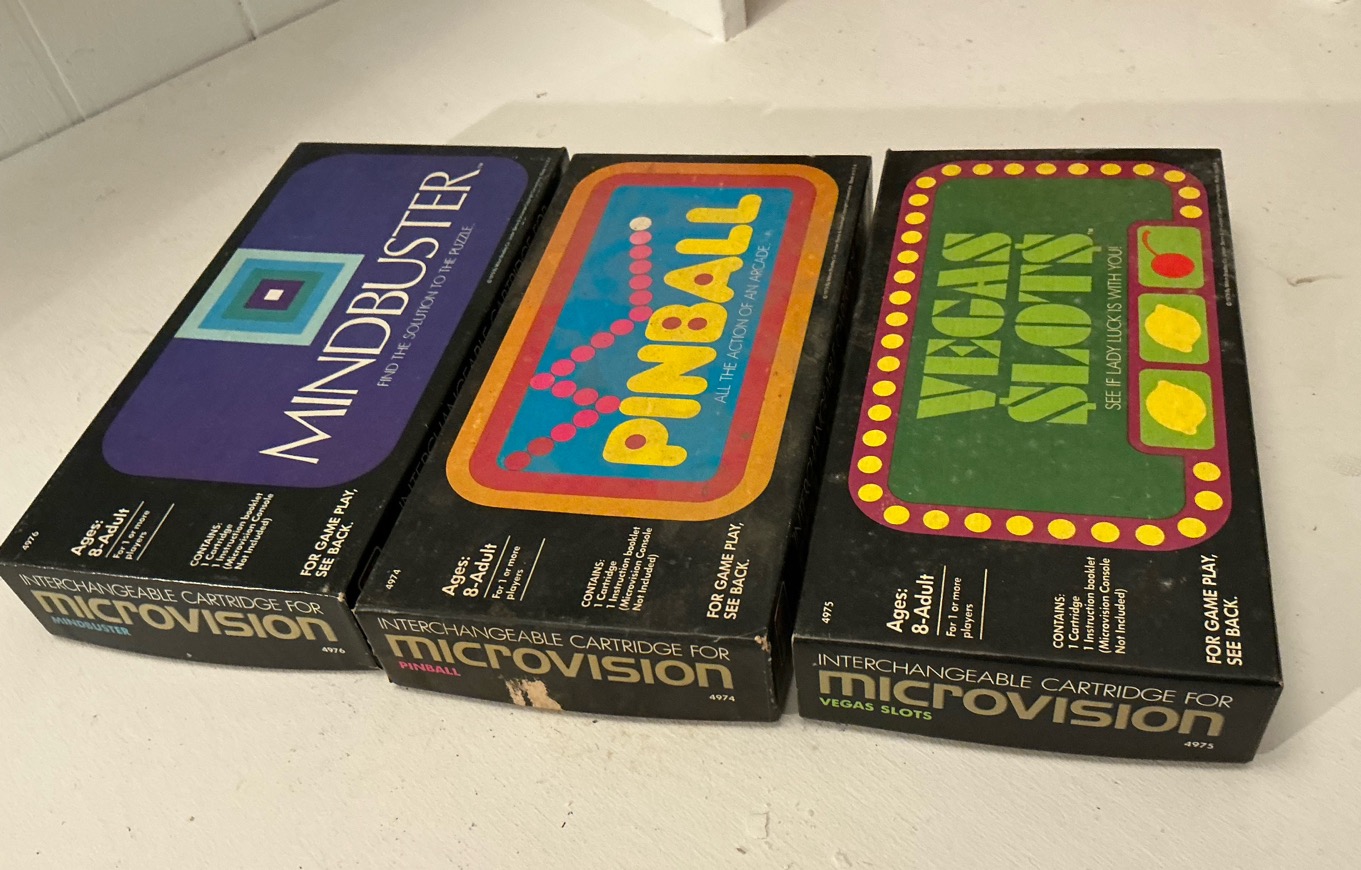 MINDBUSTER.™
FIND THE SOLUTION TO THE PUZZLE.
4976
Ages:
8-Adult
For 1 or more
players
CONTAINS:
1 Cartridge
1 Instruction booklet
(Microvision Console
Not Included)
FOR GAME PLAY,
SEE BACK.
INTERCHANGEABLE CARTRIDGE FOR
microvision
MINDBUSTER
4976
PINBALL
ALL THE ACTION OF AN ARCADE.
4974
Ages:
8-Adult
For 1 or more
players
CONTAINS:
1 Cartridge
1 Instruction booklet
(Microvision Console
Not Included)
FOR GAME PLAY,
SEE BACK.
INTERCHANGEABLE CARTRIDGE FOR
microvision
PINBALL
4974
VEGAS
$LOT$™
SEE IF LADY LUCK IS WITH YOU!
4975
Ages:
8-Adult
For 1 or more
players
CONTAINS:
1 Cartridge
1 Instruction booklet
(Microvision Console
Not Included)
FOR GAME PLAY,
SEE BACK.
INTERCHANGEABLE CARTRIDGE FOR
microvision
VEGAS SLOTS
4975